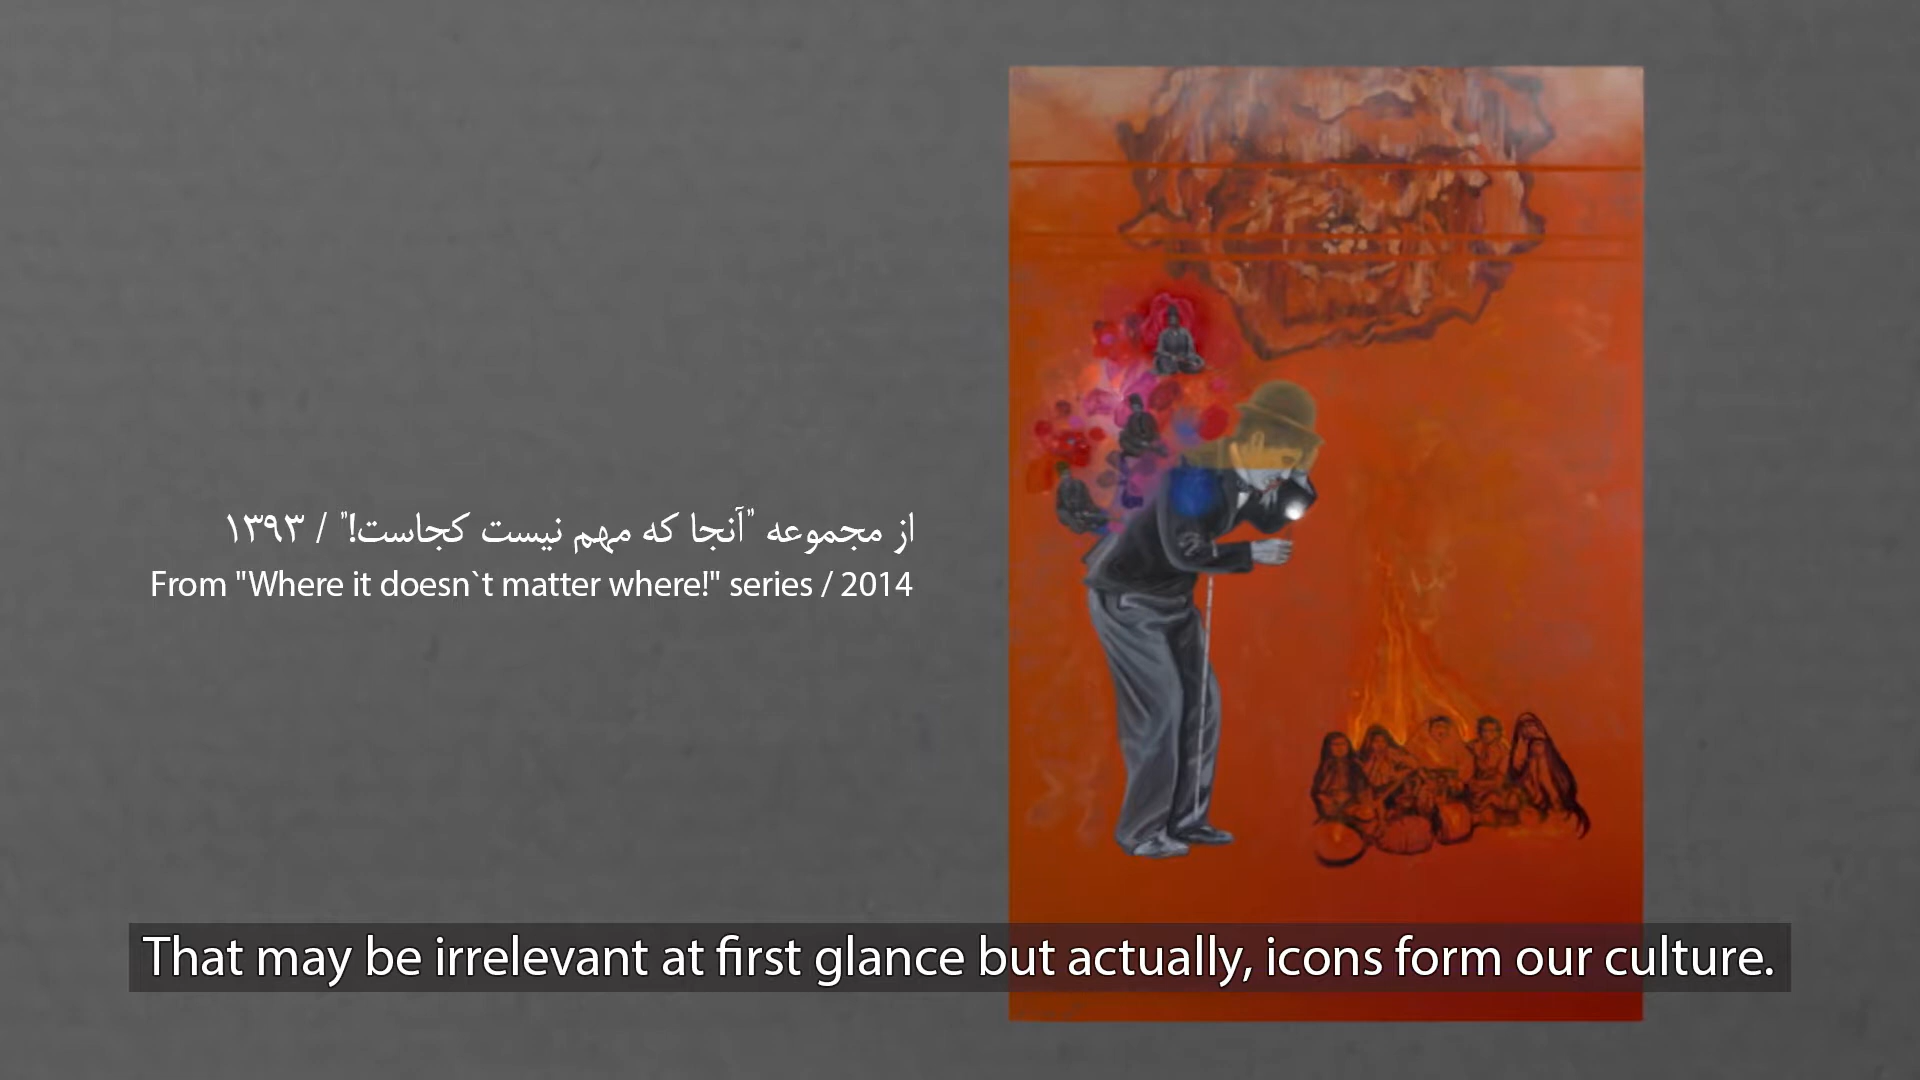 از مجموعه "آنجا که مهم نیست کجاست!" / ۱۳۹۳
From "Where it doesn`t matter where!" series / 2014
That may be irrelevant at first glance but actually, icons form our culture.